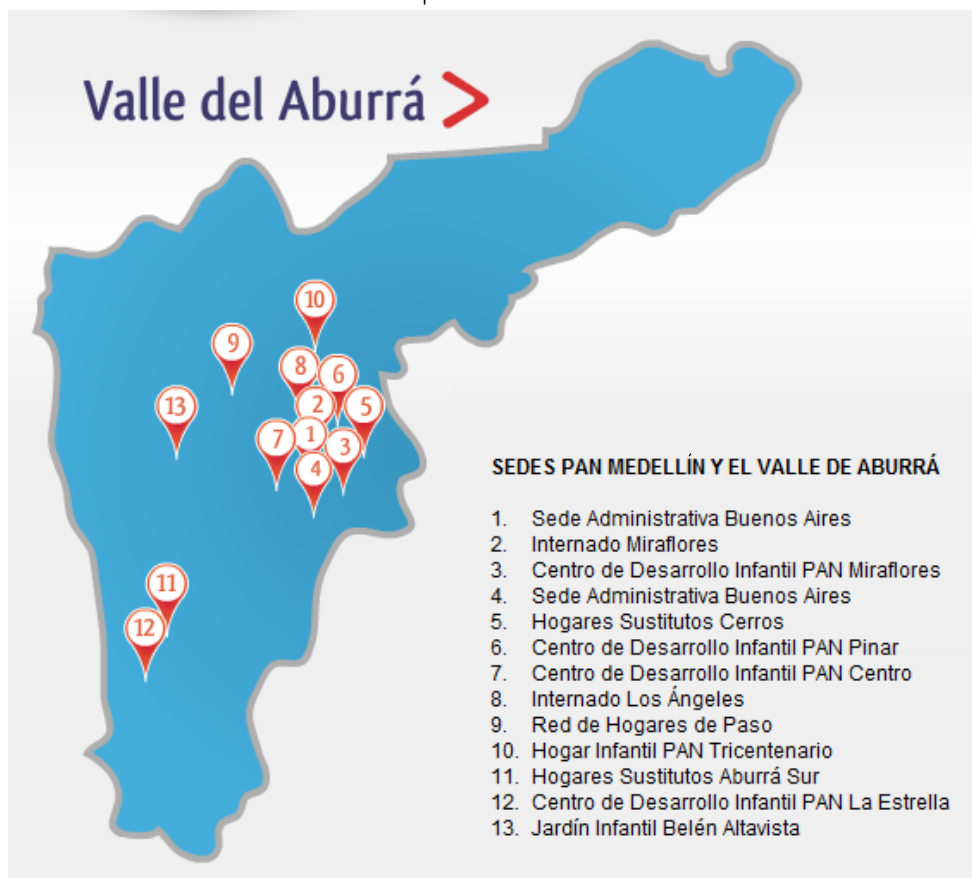 Valle del Aburrá >
10
9
8
6
13
2
5
7
1
3
4
11
12
SEDES PAN MEDELLÍN Y EL VALLE DE ABURRÁ
1. Sede Administrativa Buenos Aires
2. Internado Miraflores
3. Centro de Desarrollo Infantil PAN Miraflores
4. Sede Administrativa Buenos Aires
5. Hogares Sustitutos Cerros
6. Centro de Desarrollo Infantil PAN Pinar
7. Centro de Desarrollo Infantil PAN Centro
8. Internado Los Ángeles
9. Red de Hogares de Paso
10. Hogar Infantil PAN Tricentenario
11. Hogares Sustitutos Aburrá Sur
12. Centro de Desarrollo Infantil PAN La Estrella
13. Jardín Infantil Belén Altavista